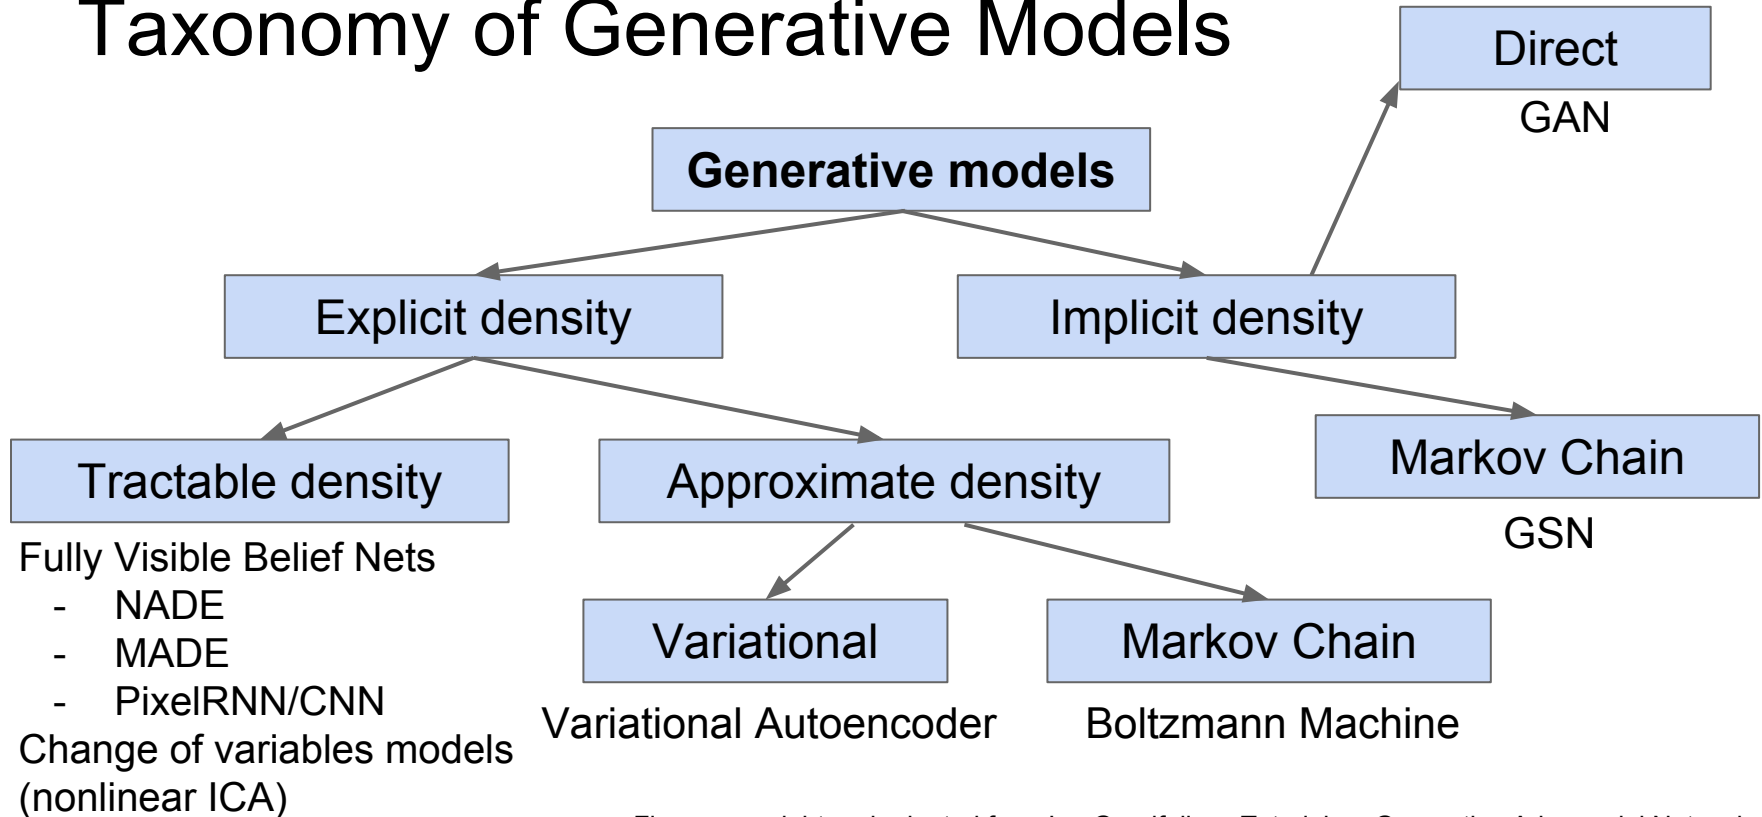 Taxonomy of Generative Models
Direct
GAN
Generative models
Explicit density
Implicit density
Tractable density
Approximate density
Markov Chain
GSN
Fully Visible Belief Nets
- NADE
- MADE
- PixelRNN/CNN
Change of variables models
(nonlinear ICA)
Variational
Markov Chain
Variational Autoencoder
Boltzmann Machine